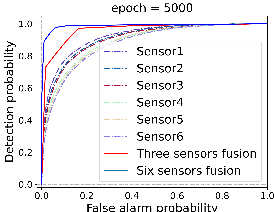 epoch = 5000
Detection probability
1.0
0.8
0.6
0.4
0.2
0.0
Sensor1
Sensor2
Sensor3
Sensor4
Sensor5
Sensor6
Three sensors fusion
Six sensors fusion
0.0 0.2 0.4 0.6 0.8 1.0
False alarm probability